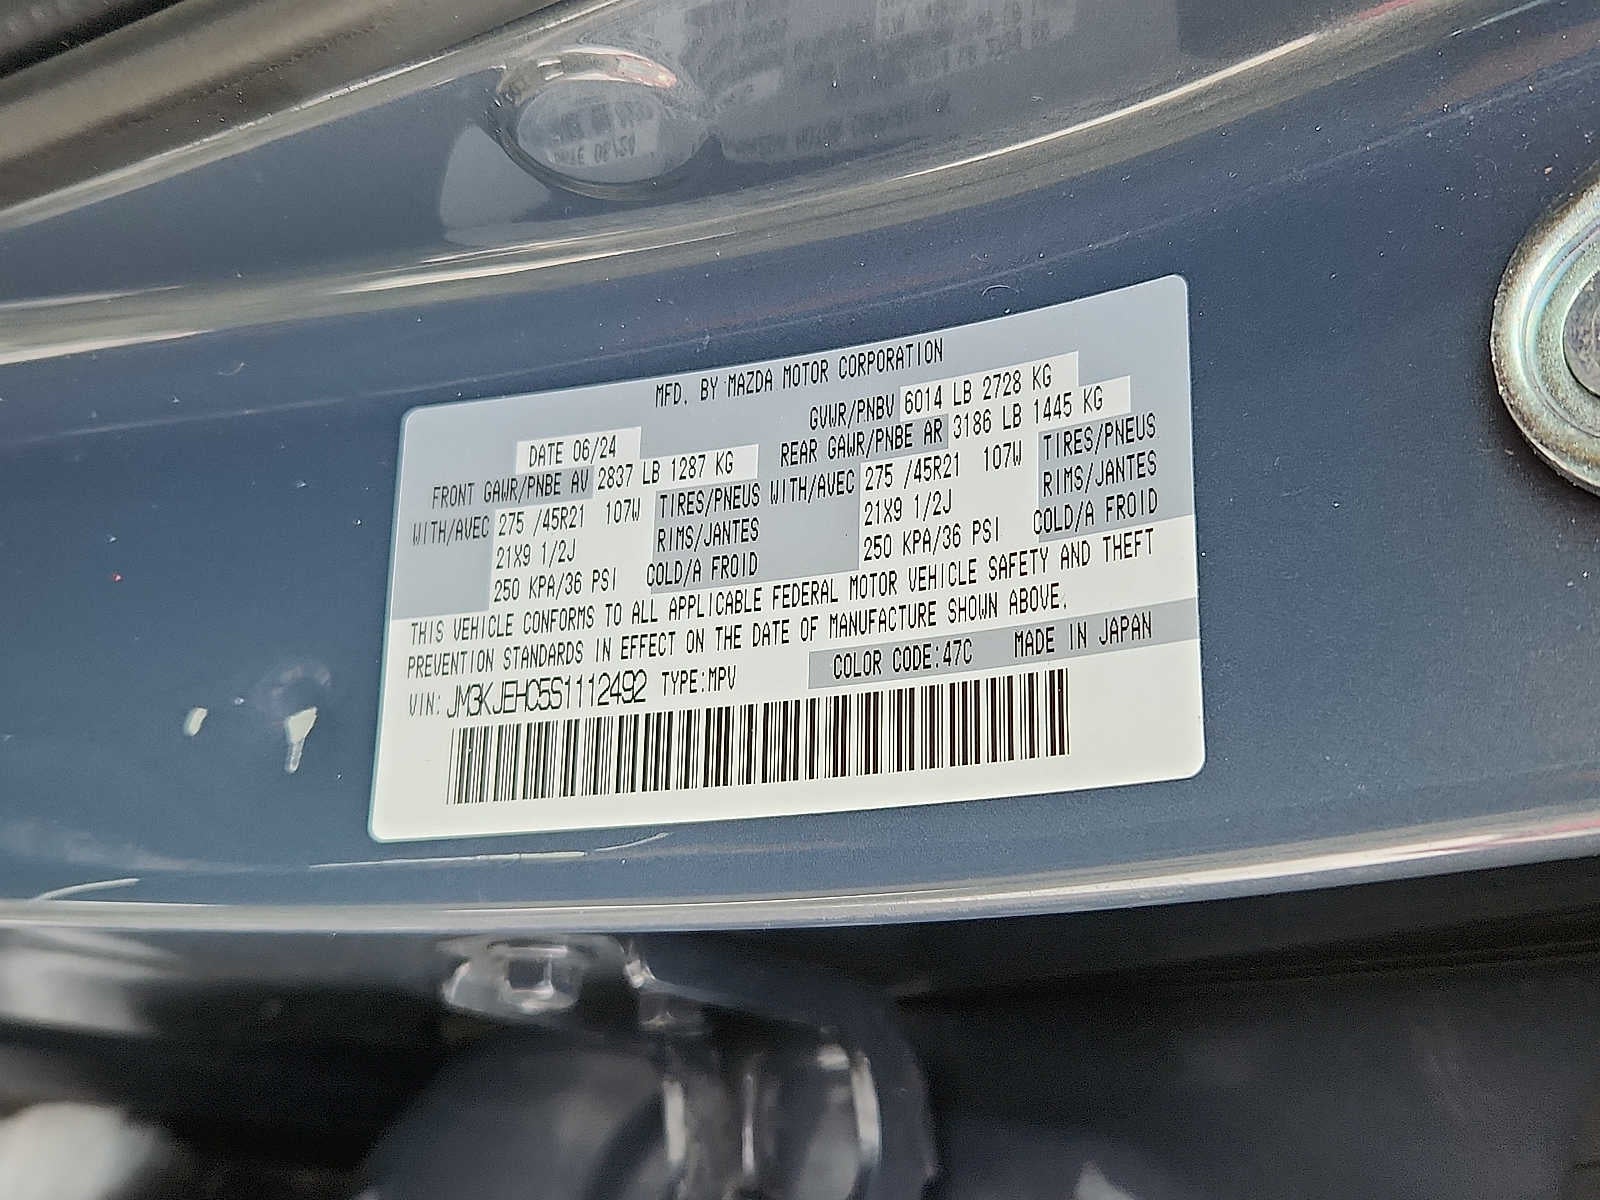 MFD. BY MAZDA MOTOR CORPORATION
DATE 06/24 GVWR/PNBV 6014 LB 2728 KG
FRONT GAWR/PNBE AV 2837 LB 1287 KG REAR GAWR/PNBE AR 3186 LB 1445 KG
WITH/AVEC 275 /45R21 107W TIRES/PNEUS WITH/AVEC 275 /45R21 107W TIRES/PNEUS
21X9 1/2J RIMS/JANTES 21X9 1/2J RIMS/JANTES
250 KPA/36 PSI COLD/A FROID 250 KPA/36 PSI COLD/A FROID
THIS VEHICLE CONFORMS TO ALL APPLICABLE FEDERAL MOTOR VEHICLE SAFETY AND THEFT
PREVENTION STANDARDS IN EFFECT ON THE DATE OF MANUFACTURE SHOWN ABOVE.
VIN: JM3KJEHC5S1112492 TYPE:MPV COLOR CODE:47C MADE IN JAPAN